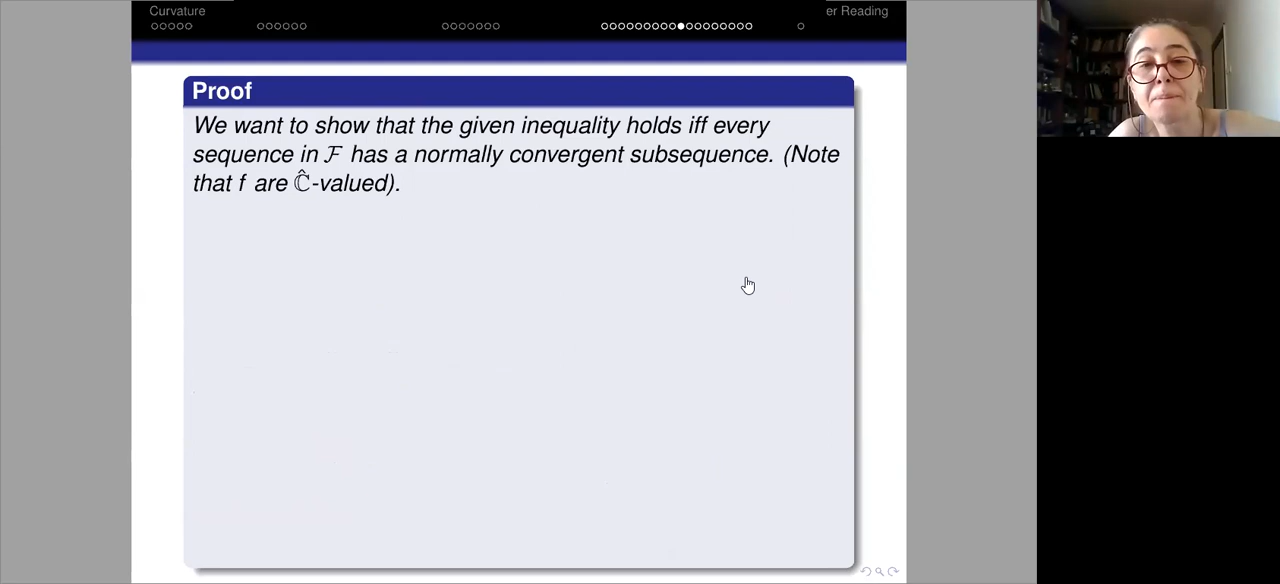 Curvature
er Reading
Proof
We want to show that the given inequality holds iff every
sequence in ℱ has a normally convergent subsequence. (Note
that f are Ĉ-valued).